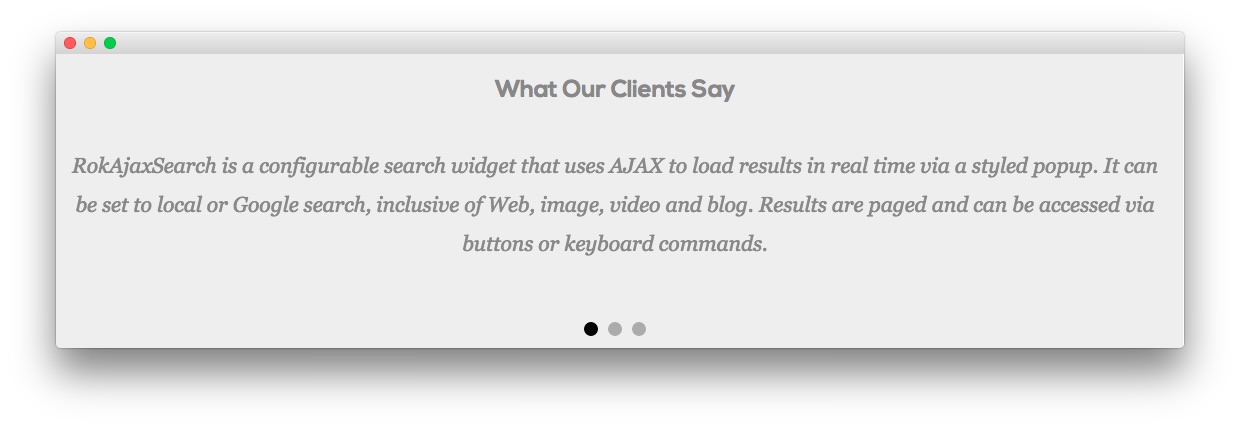 What Our Clients Say
RokAjaxSearch is a configurable search widget that uses AJAX to load results in real time via a styled popup. It can
be set to local or Google search, inclusive of Web, image, video and blog. Results are paged and can be accessed via
buttons or keyboard commands.